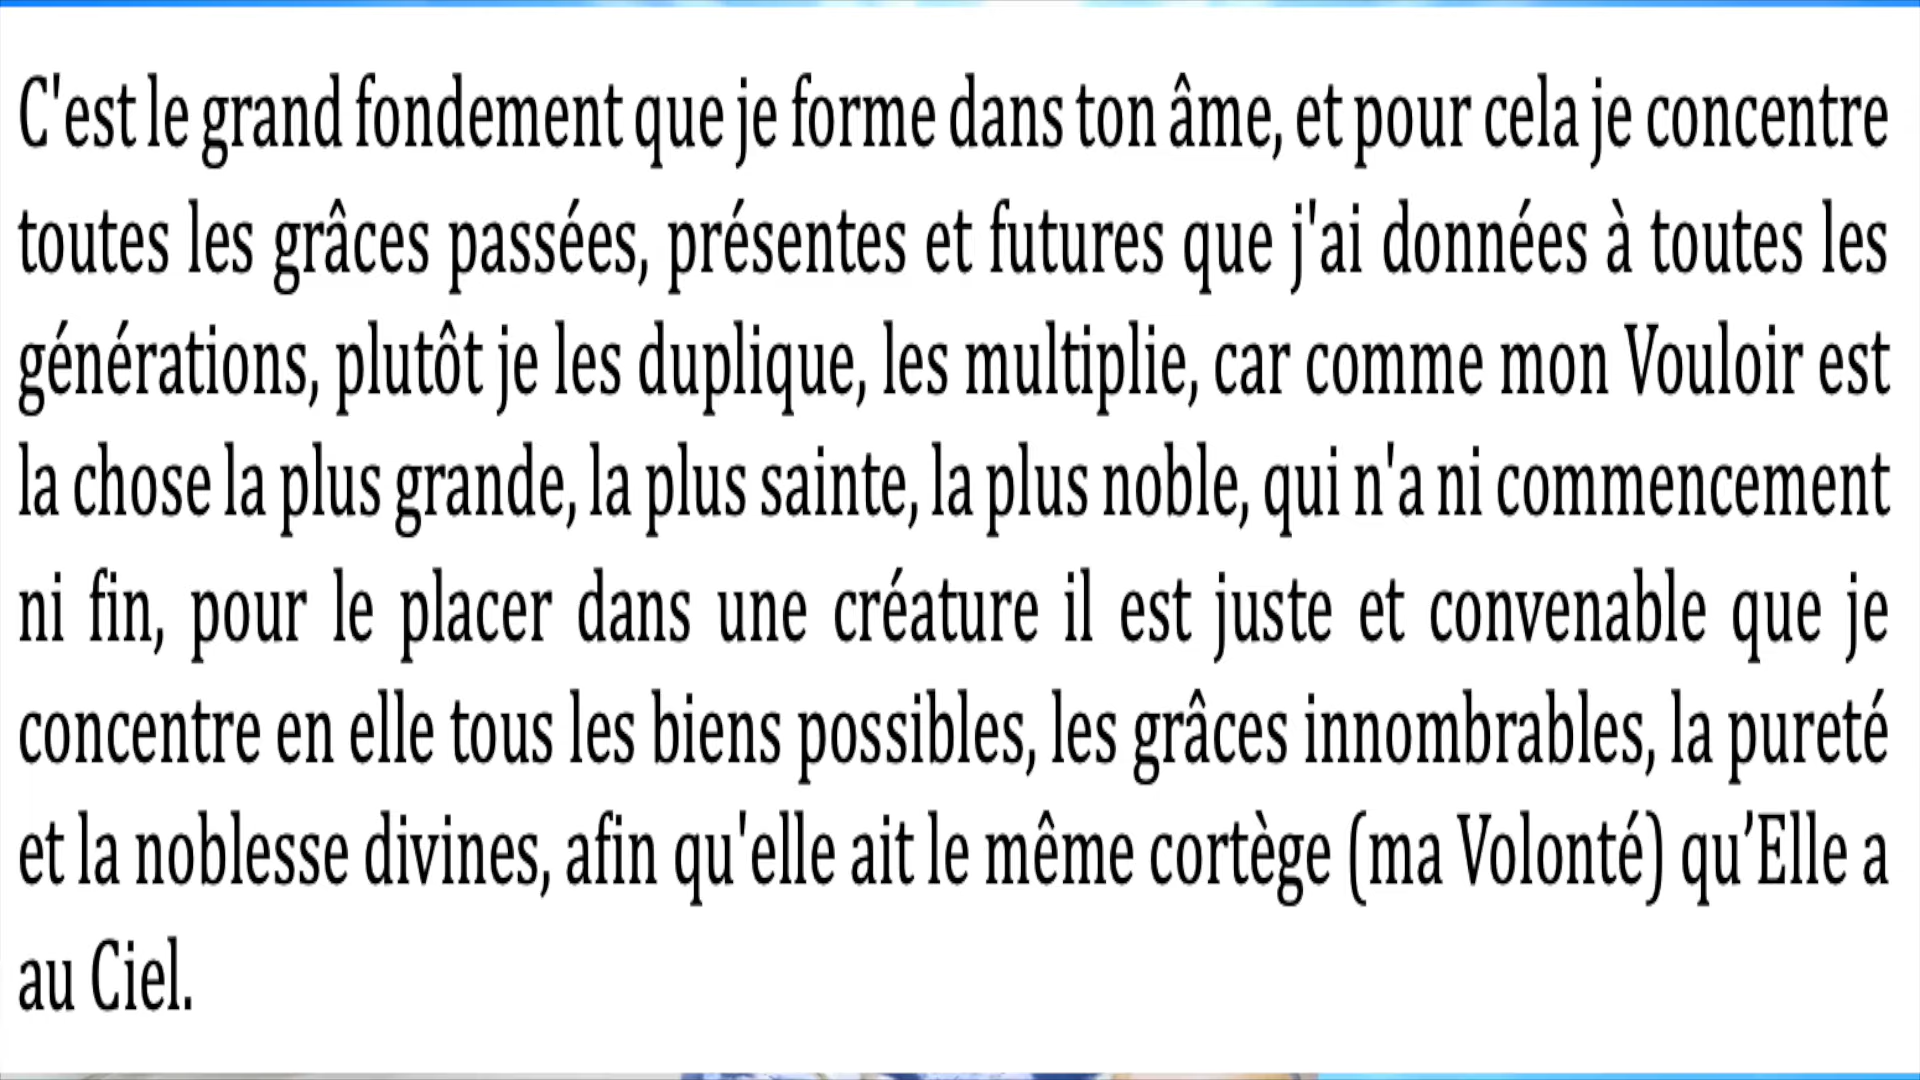 C'est le grand fondement que je forme dans ton âme, et pour cela je concentre
toutes les grâces passées, présentes et futures que j'ai données à toutes les
générations, plutôt je les duplique, les multiplie, car comme mon Vouloir est
la chose la plus grande, la plus sainte, la plus noble, qui n'a ni commencement
ni fin, pour le placer dans une créature il est juste et convenable que je
concentre en elle tous les biens possibles, les grâces innombrables, la pureté
et la noblesse divines, afin qu'elle ait le même cortège (ma Volonté) qu’Elle a
au Ciel.